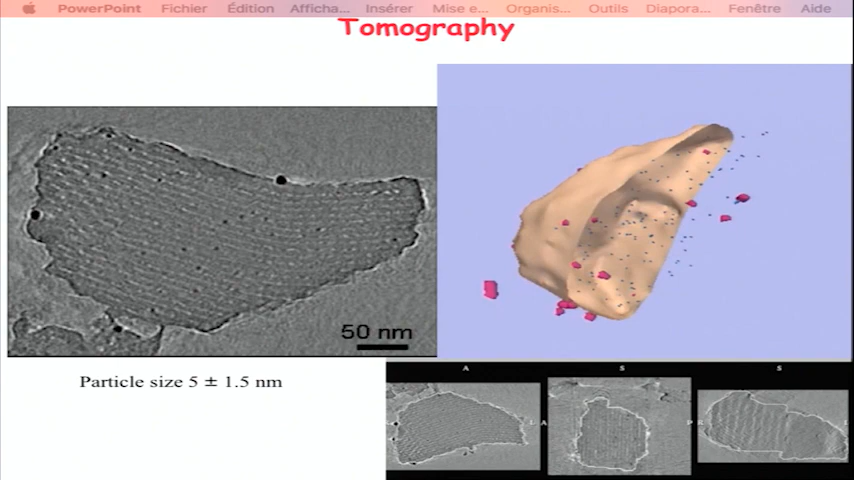 PowerPoint Fichier Édition Afficha... Insérer Mise e... Organis... Outils Diapora... Fenêtre Aide
Tomography
50 nm
Particle size 5 ± 1.5 nm
A S S
L A P R I